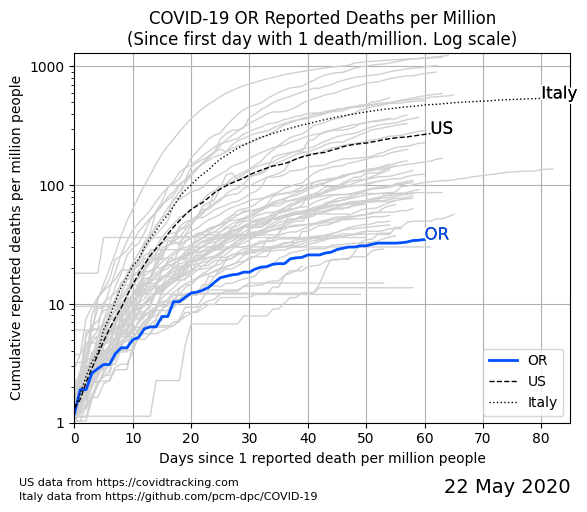 COVID-19 OR Reported Deaths per Million
(Since first day with 1 death/million. Log scale)
Cumulative reported deaths per million people
1000
100
10
1
Italy
US
OR
OR
US
Italy
0 10 20 30 40 50 60 70 80
Days since 1 reported death per million people
US data from https://covidtracking.com
Italy data from https://github.com/pcm-dpc/COVID-19
22 May 2020